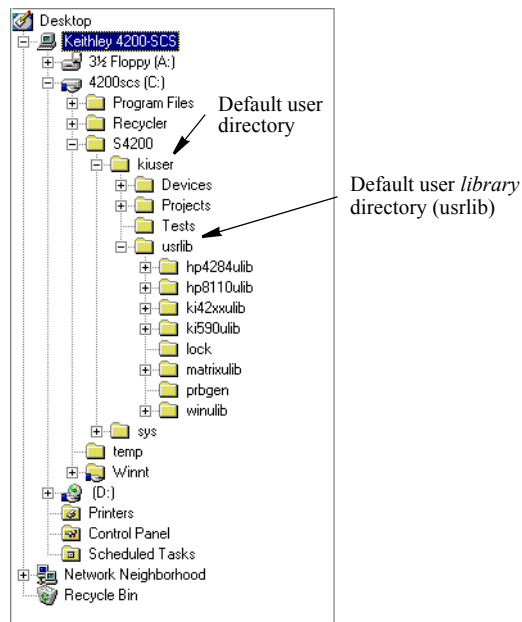 Desktop
Keithley 4200-SCS
3½ Floppy (A:)
4200scs (C:)
Program Files
Recycler
S4200
kiuser
Devices
Projects
Tests
usrlib
hp4284ulib
hp8110ulib
ki42xxulib
ki590ulib
lock
matrixulib
prbgen
winulib
sys
temp
Winnt
(D:)
Printers
Control Panel
Scheduled Tasks
Network Neighborhood
Recycle Bin
Default user
directory
Default user library
directory (usrlib)